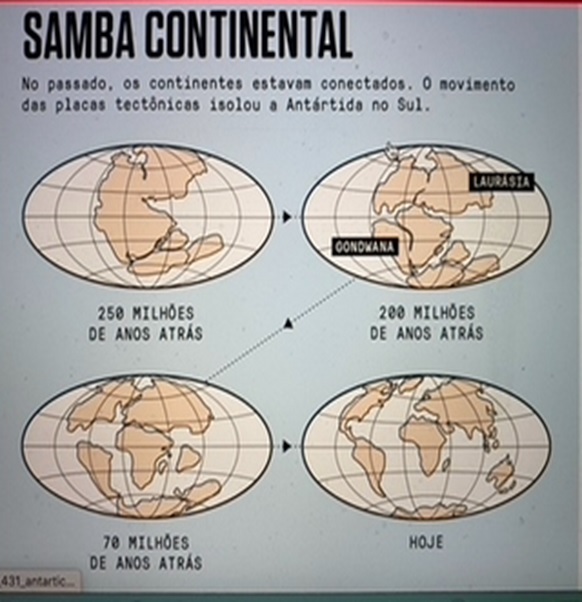 SAMBA CONTINENTAL
No passado, os continentes estavam conectados. O movimento
das placas tectônicas isolou a Antártida no Sul.
LAURÁSIA
GONDWANA
250 MILHÕES
DE ANOS ATRÁS
200 MILHÕES
DE ANOS ATRÁS
70 MILHÕES
DE ANOS ATRÁS
HOJE
431_antartic...